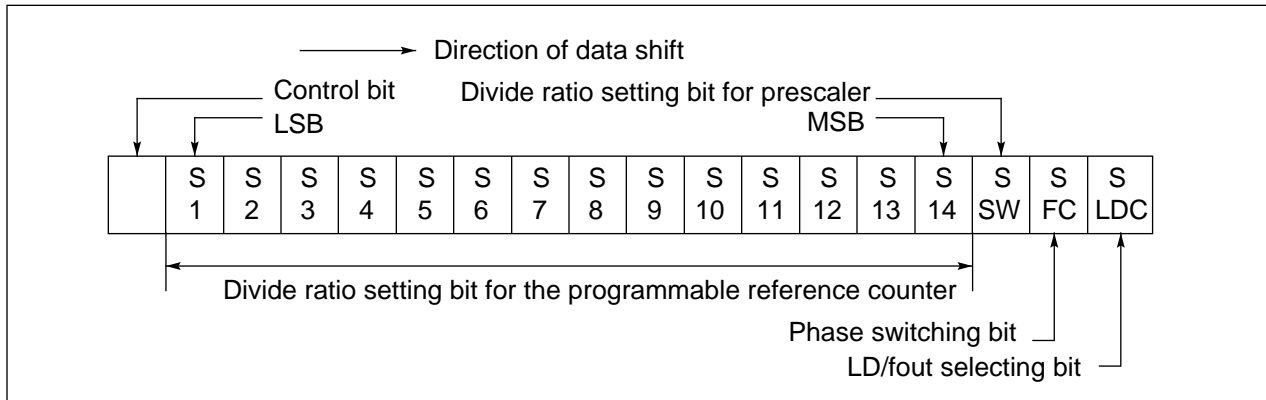 Direction of data shift
Control bit
Divide ratio setting bit for prescaler
LSB
MSB
S S S S S S S S S S S S S S S S S
1 2 3 4 5 6 7 8 9 10 11 12 13 14 SW FC LDC
Divide ratio setting bit for the programmable reference counter
Phase switching bit
LD/fout selecting bit